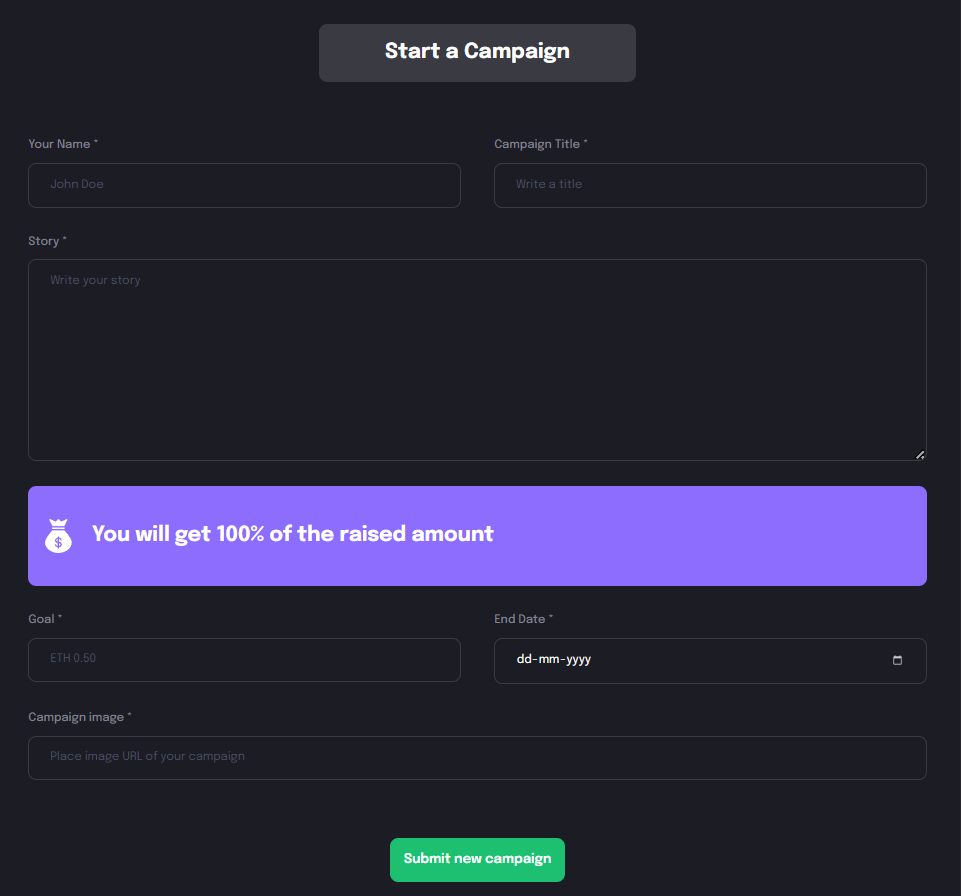 Start a Campaign
Your Name *
Campaign Title *
John Doe
Write a title
Story *
Write your story
$
You will get 100% of the raised amount
Goal *
End Date *
ETH 0.50
dd-mm-yyyy
Campaign image *
Place image URL of your campaign
Submit new campaign